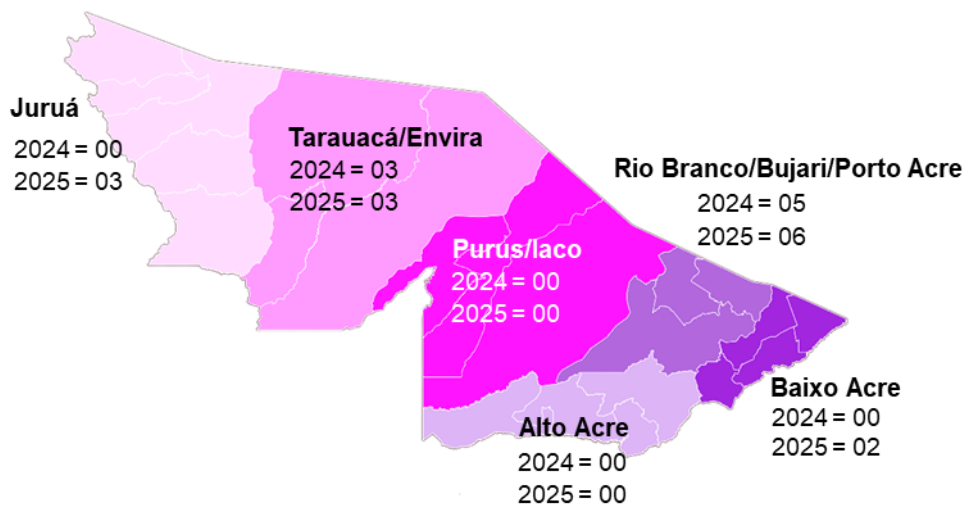 Juruá
2024 = 00
2025 = 03
Tarauacá/Envira
2024 = 03
2025 = 03
Rio Branco/Bujari/Porto Acre
2024 = 05
2025 = 06
Purus/Iaco
2024 = 00
2025 = 00
Baixo Acre
2024 = 00
2025 = 02
Alto Acre
2024 = 00
2025 = 00